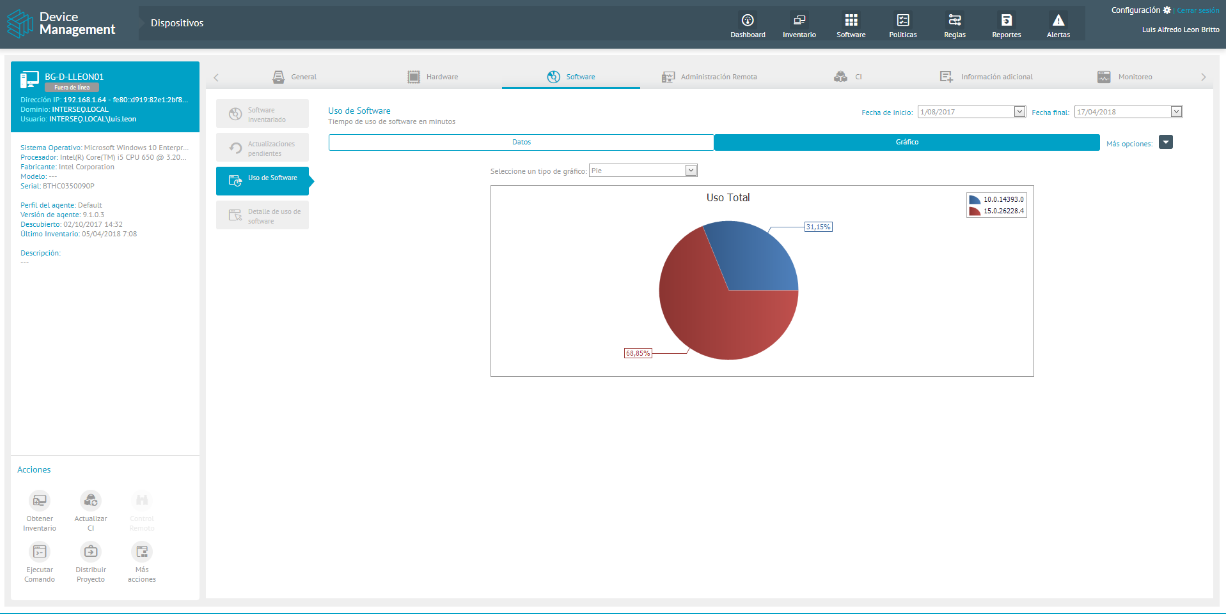 Device
Management
Dispositivos
Dashboard
Inventario
Software
Políticas
Reglas
Reportes
Alertas
Configuración
Cerrar sesión
Luis Alfredo Leon Britto
BG-D-LLEON01
Fuera de línea
Dirección IP: 192.168.1.64 - fe80::d919:82e1:2bf8...
Dominio: INTERSEQ.LOCAL
Usuario: INTERSEQ.LOCAL\luis.leon
Sistema Operativo: Microsoft Windows 10 Enterpr...
Procesador: Intel(R) Core(TM) i5 CPU 650 @ 3.20...
Fabricante: Intel Corporation
Modelo: ---
Serial: BTHC0350090P
Perfil del agente: Default
Versión de agente: 9.1.0.3
Descubierto: 02/10/2017 14:32
Último Inventario: 05/04/2018 7:08
Descripción:
---
Acciones
Obtener
Inventario
Actualizar
CI
Control
Remoto
Ejecutar
Comando
Distribuir
Proyecto
Más
acciones
General
Hardware
Software
Administración Remota
CI
Información adicional
Monitoreo
Software
Inventariado
Actualizaciones
pendientes
Uso de Software
Detalle de uso de
software
Uso de Software
Tiempo de uso de software en minutos
Fecha de inicio: 1/08/2017
Fecha final: 17/04/2018
Datos
Gráfico
Más opciones
Seleccione un tipo de gráfico: Pie
Uso Total
10.0.14393.0
15.0.26228.4
31,15%
68,85%